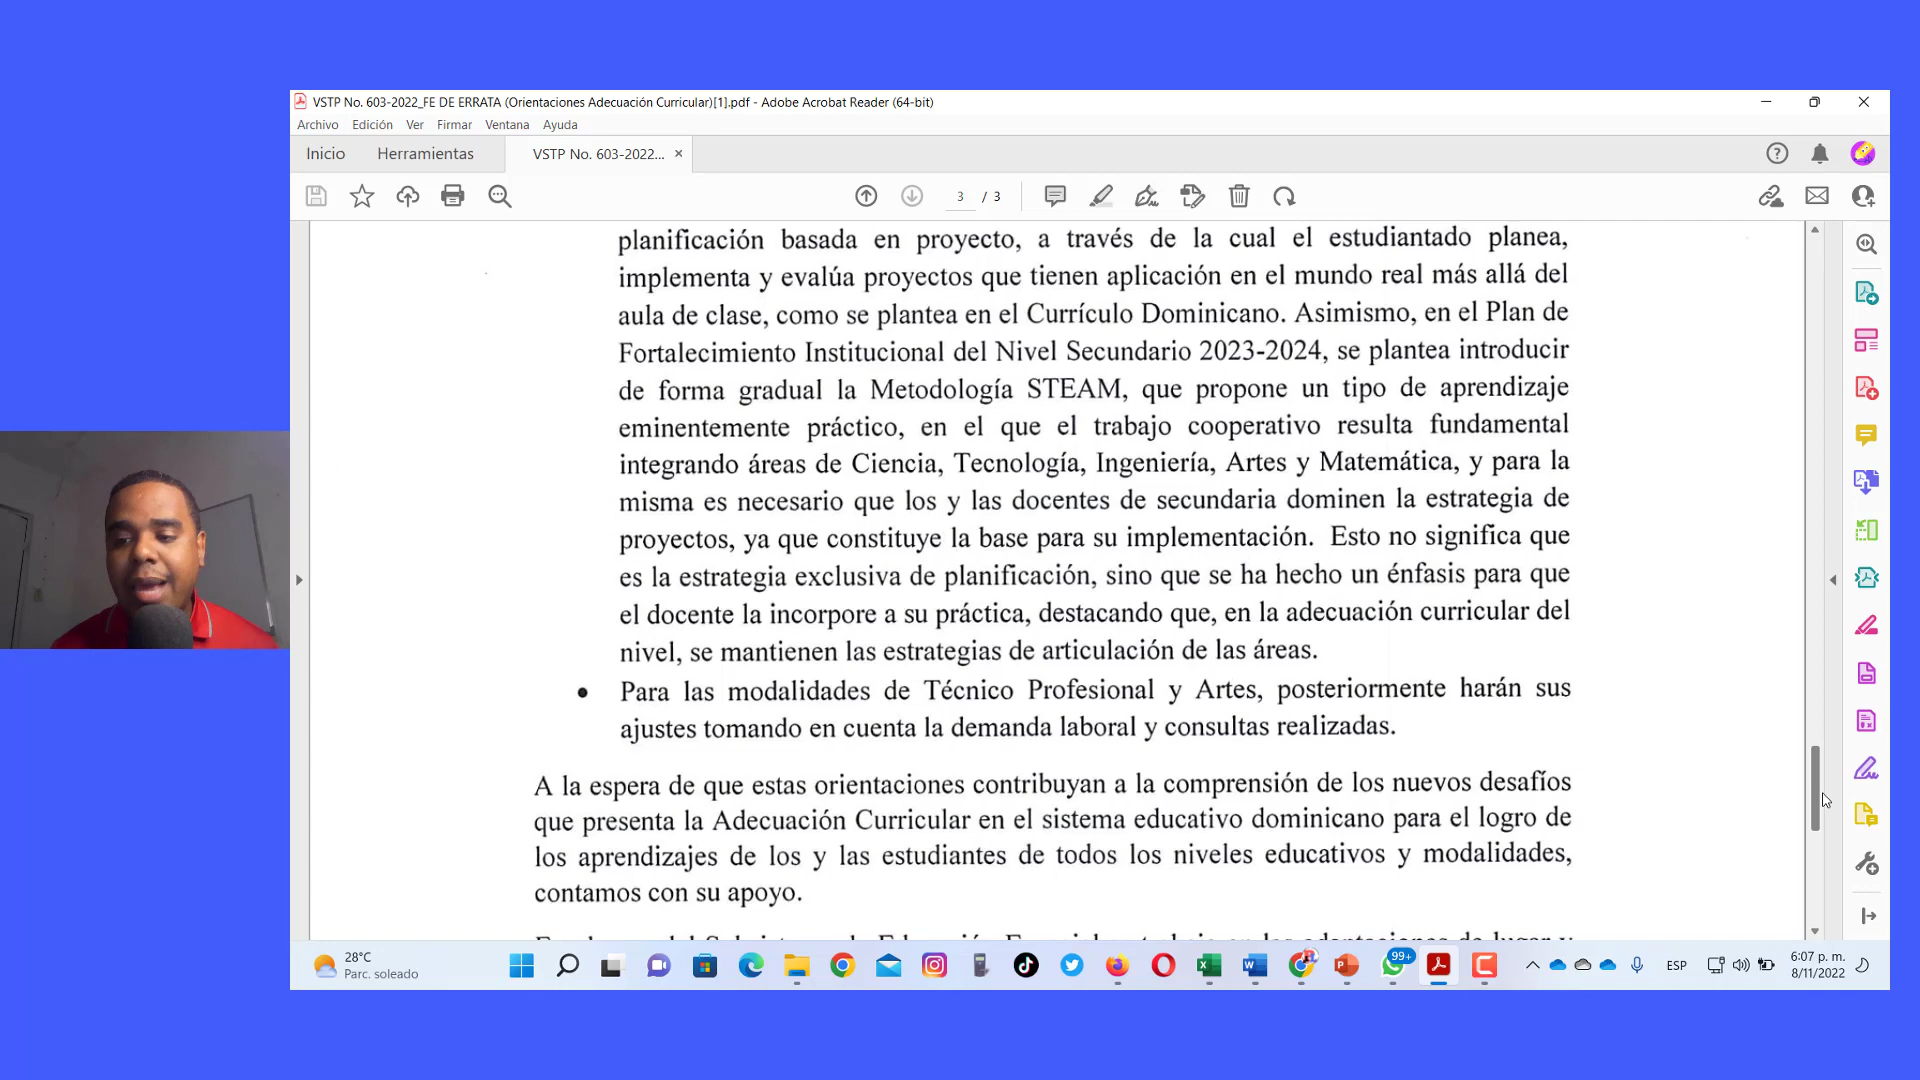 VSTP No. 603-2022_FE DE ERRATA (Orientaciones Adecuación Curricular)[1].pdf - Adobe Acrobat Reader (64-bit)
Archivo Edición Ver Firmar Ventana Ayuda
Inicio Herramientas VSTP No. 603-2022... ×
3 / 3
planificación basada en proyecto, a través de la cual el estudiantado planea,
implementa y evalúa proyectos que tienen aplicación en el mundo real más allá del
aula de clase, como se plantea en el Currículo Dominicano. Asimismo, en el Plan de
Fortalecimiento Institucional del Nivel Secundario 2023-2024, se plantea introducir
de forma gradual la Metodología STEAM, que propone un tipo de aprendizaje
eminentemente práctico, en el que el trabajo cooperativo resulta fundamental
integrando áreas de Ciencia, Tecnología, Ingeniería, Artes y Matemática, y para la
misma es necesario que los y las docentes de secundaria dominen la estrategia de
proyectos, ya que constituye la base para su implementación. Esto no significa que
es la estrategia exclusiva de planificación, sino que se ha hecho un énfasis para que
el docente la incorpore a su práctica, destacando que, en la adecuación curricular del
nivel, se mantienen las estrategias de articulación de las áreas.
• Para las modalidades de Técnico Profesional y Artes, posteriormente harán sus
ajustes tomando en cuenta la demanda laboral y consultas realizadas.
A la espera de que estas orientaciones contribuyan a la comprensión de los nuevos desafíos
que presenta la Adecuación Curricular en el sistema educativo dominicano para el logro de
los aprendizajes de los y las estudiantes de todos los niveles educativos y modalidades,
contamos con su apoyo.
28°C
Parc. soleado
99+
ESP
6:07 p. m.
8/11/2022